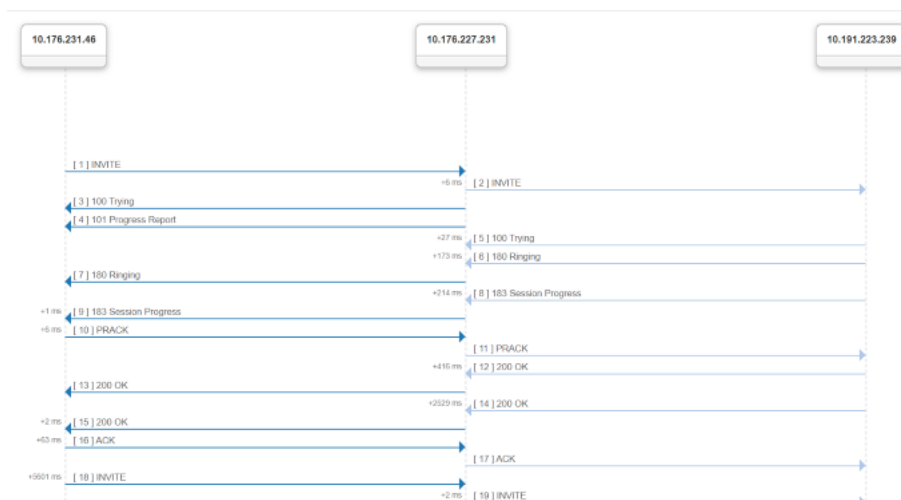 10.176.231.46 10.176.227.231 10.191.223.239
[ 1 ] INVITE
+6 ms [ 2 ] INVITE
[ 3 ] 100 Trying
[ 4 ] 101 Progress Report
+27 ms [ 5 ] 100 Trying
+173 ms [ 6 ] 180 Ringing
[ 7 ] 180 Ringing
+214 ms [ 8 ] 183 Session Progress
+1 ms [ 9 ] 183 Session Progress
+6 ms [ 10 ] PRACK
[ 11 ] PRACK
+416 ms [ 12 ] 200 OK
[ 13 ] 200 OK
+2529 ms [ 14 ] 200 OK
+2 ms [ 15 ] 200 OK
+63 ms [ 16 ] ACK
[ 17 ] ACK
+5601 ms [ 18 ] INVITE
+2 ms [ 19 ] INVITE